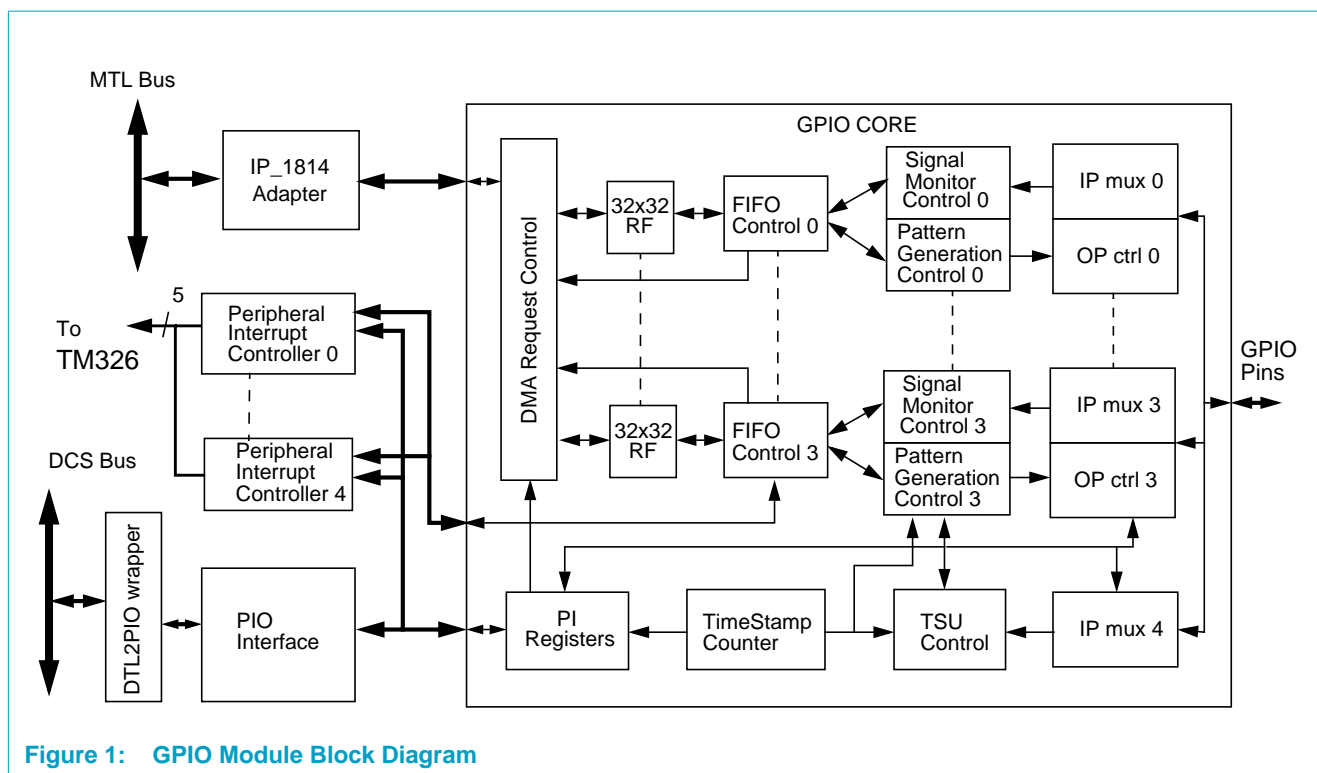 MTL Bus
IP_1814
Adapter
GPIO CORE
DMA Request Control
32x32
RF
FIFO
Control 0
Signal
Monitor
Control 0
Pattern
Generation
Control 0
IP mux 0
OP ctrl 0
5
To
TM326
Peripheral
Interrupt
Controller 0
GPIO
Pins
32x32
RF
FIFO
Control 3
Signal
Monitor
Control 3
Pattern
Generation
Control 3
IP mux 3
OP ctrl 3
Peripheral
Interrupt
Controller 4
DCS Bus
DTL2PIO wrapper
PIO
Interface
PI
Registers
TimeStamp
Counter
TSU
Control
IP mux 4
Figure 1: GPIO Module Block Diagram